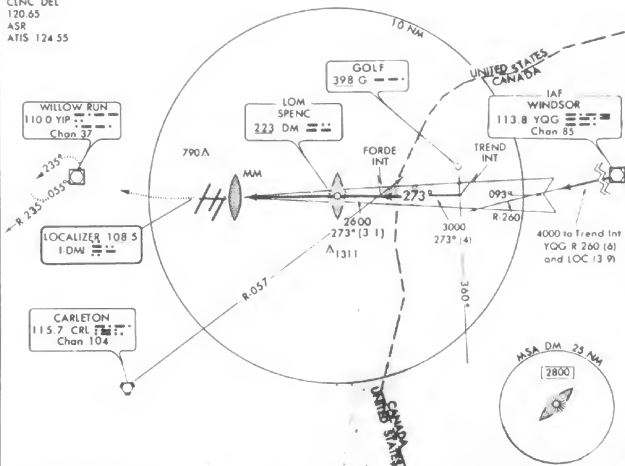 CLNC DEL
120.65
ASR
ATIS 124 55
10 NM
UNITED STATES
CANADA
GOLF
398 G
IAF
WINDSOR
113.8 YQG
Chan 85
WILLOW RUN
110 0 YIP
Chan 37
LOM
SPENC
223 DM
790
MM
FORDE
INT
TREND
INT
235°
055°
R 235
273°
093°
R-260
2600
273° (3 1)
3000
273° (4)
4000 to Trend Int
YQG R 260 (6)
and LOC (3 9)
LOCALIZER 108 5
I-DMI
1311
R-057
360°
CARLETON
115.7 CRL
Chan 104
MSA DM 25 NM
2800
CANADA
UNITED STATES